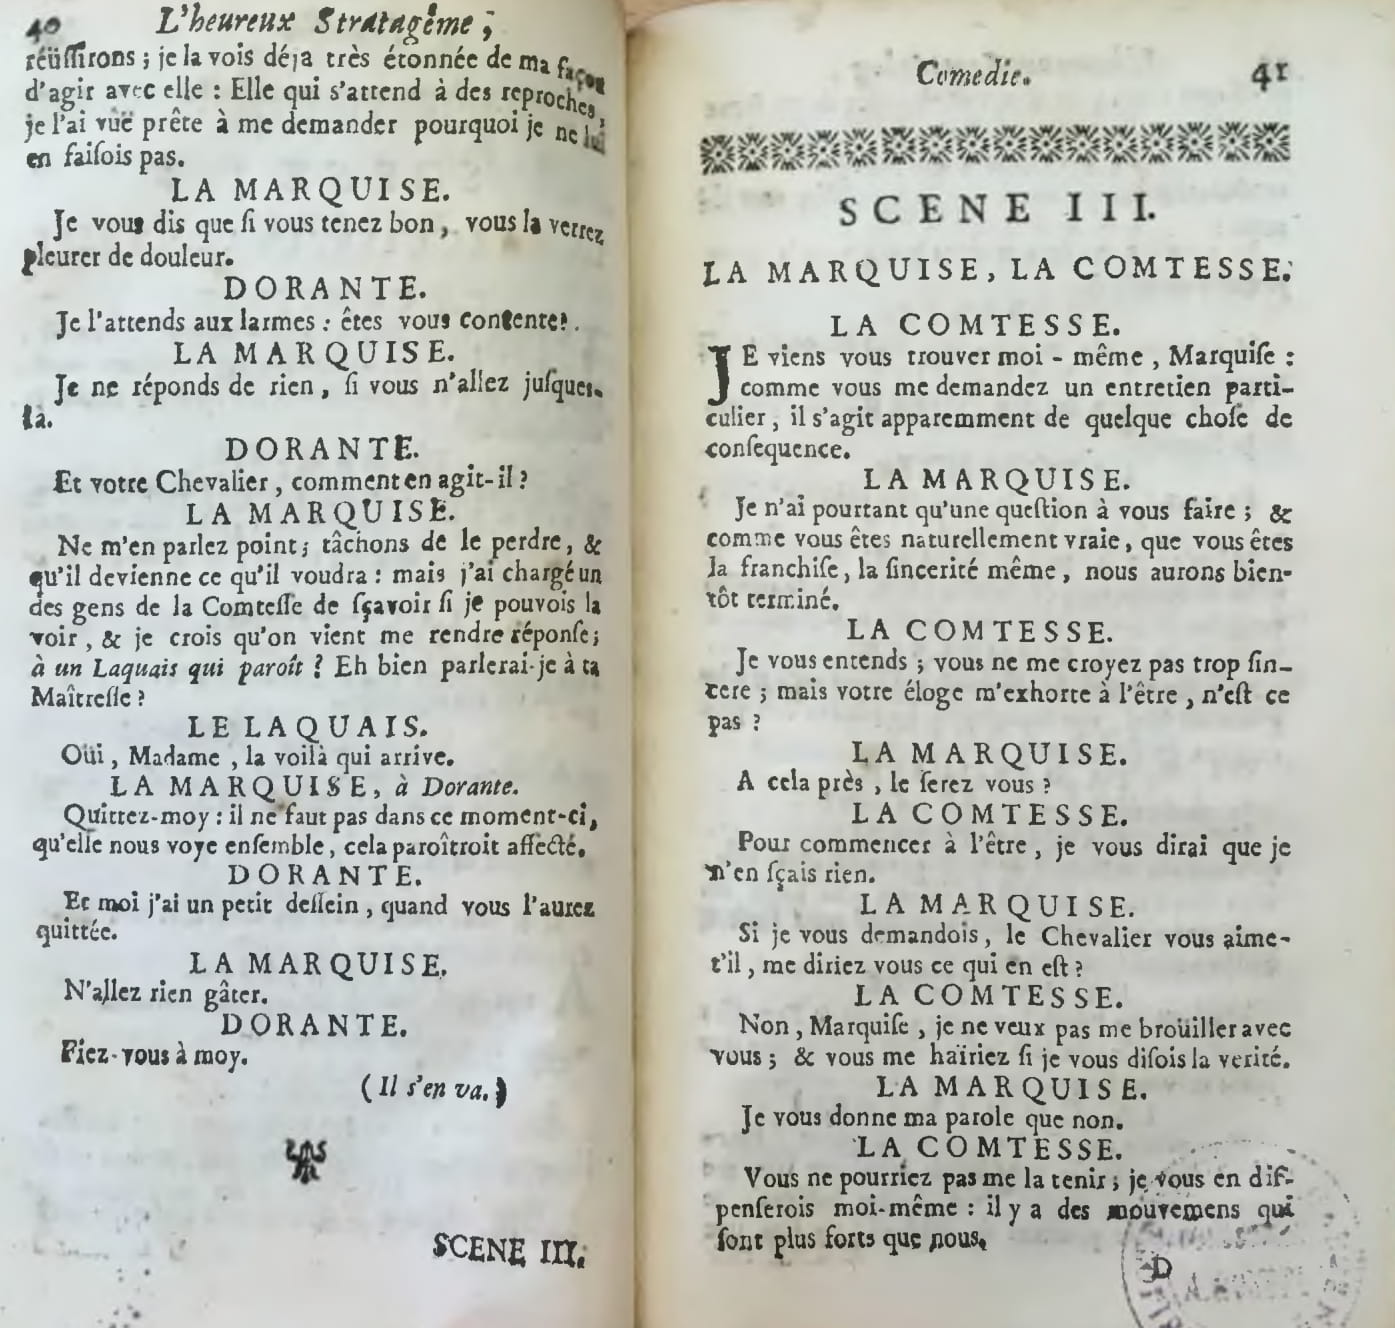 40 L'heureux Stratagême ;
réüſſirons ; je la vois déja très étonnée de ma façon
d'agir avec elle : Elle qui s'attend à des reproches,
je l'ai vûë prête à me demander pourquoi je ne lui
en faiſois pas.
LA MARQUISE.
Je vous dis que ſi vous tenez bon, vous la verrez
pleurer de douleur.
DORANTE.
Je l'attends aux larmes : êtes vous contente?.
LA MARQUISE.
Je ne réponds de rien, ſi vous n'allez juſques-
là.
DORANTE.
Et votre Chevalier, comment en agit-il ?
LA MARQUISE.
Ne m'en parlez point ; tâchons de le perdre, &
qu'il devienne ce qu'il voudra : mais j'ai chargé un
des gens de la Comteſſe de ſçavoir ſi je pouvois la
voir, & je crois qu'on vient me rendre réponſe ;
à un Laquais qui paroît ? Eh bien parlerai-je à ta
Maîtreſſe ?
LE LAQUAIS.
Oüi, Madame, la voilà qui arrive.
LA MARQUISE, à Dorante.
Quittez-moy : il ne faut pas dans ce moment-ci,
qu'elle nous voye enſemble, cela paroîtroit affecté.
DORANTE.
Et moi j'ai un petit deſſein, quand vous l'aurez
quittée.
LA MARQUISE.
N'allez rien gâter.
DORANTE.
Fiez-vous à moy.
(Il s'en va.)
SCENE III.
Comedie. 41
SCENE III.
LA MARQUISE, LA COMTESSE.
LA COMTESSE.
JE viens vous trouver moi-même, Marquiſe :
comme vous me demandez un entretien parti-
culier, il s'agit apparemment de quelque choſe de
conſequence.
LA MARQUISE.
Je n'ai pourtant qu'une queſtion à vous faire ; &
comme vous êtes naturellement vraie, que vous êtes
la franchiſe, la ſincerité même, nous aurons bien-
tôt terminé.
LA COMTESSE.
Je vous entends ; vous ne me croyez pas trop ſin-
cere ; mais votre éloge m'exhorte à l'être, n'eſt ce
pas ?
LA MARQUISE.
A cela près, le ſerez vous ?
LA COMTESSE.
Pour commencer à l'être, je vous dirai que je
n'en ſçais rien.
LA MARQUISE.
Si je vous demandois, le Chevalier vous aime-
t'il, me diriez vous ce qui en eſt ?
LA COMTESSE.
Non, Marquiſe, je ne veux pas me broüiller avec
vous ; & vous me haïriez ſi je vous diſois la verité.
LA MARQUISE.
Je vous donne ma parole que non.
LA COMTESSE.
Vous ne pourriez pas me la tenir ; je vous en diſ-
penſerois moi-même : il y a des mouvemens qui
ſont plus forts que nous.
D